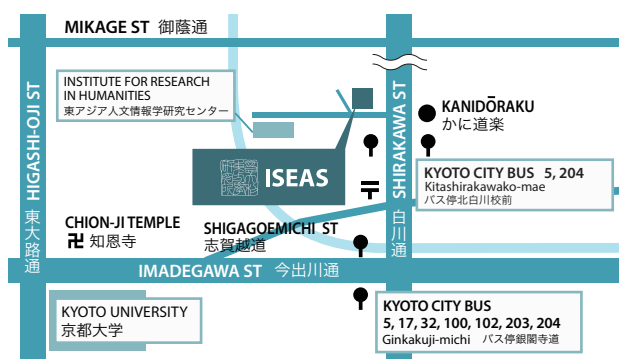 MIKAGE ST 御蔭通
HIGASHI-OJI ST 東大路通
INSTITUTE FOR RESEARCH
IN HUMANITIES
東アジア人文情報学研究センター
SHIRAKAWA ST 白川通
KANIDŌRAKU
かに道楽
ISEAS
KYOTO CITY BUS 5, 204
Kitashirakawako-mae
バス停北白川校前
CHION-JI TEMPLE
卍 知恩寺
SHIGAGOEMICHI ST
志賀越道
〒
IMADEGAWA ST 今出川通
KYOTO UNIVERSITY
京都大学
KYOTO CITY BUS
5, 17, 32, 100, 102, 203, 204
Ginkakuji-michi バス停銀閣寺道